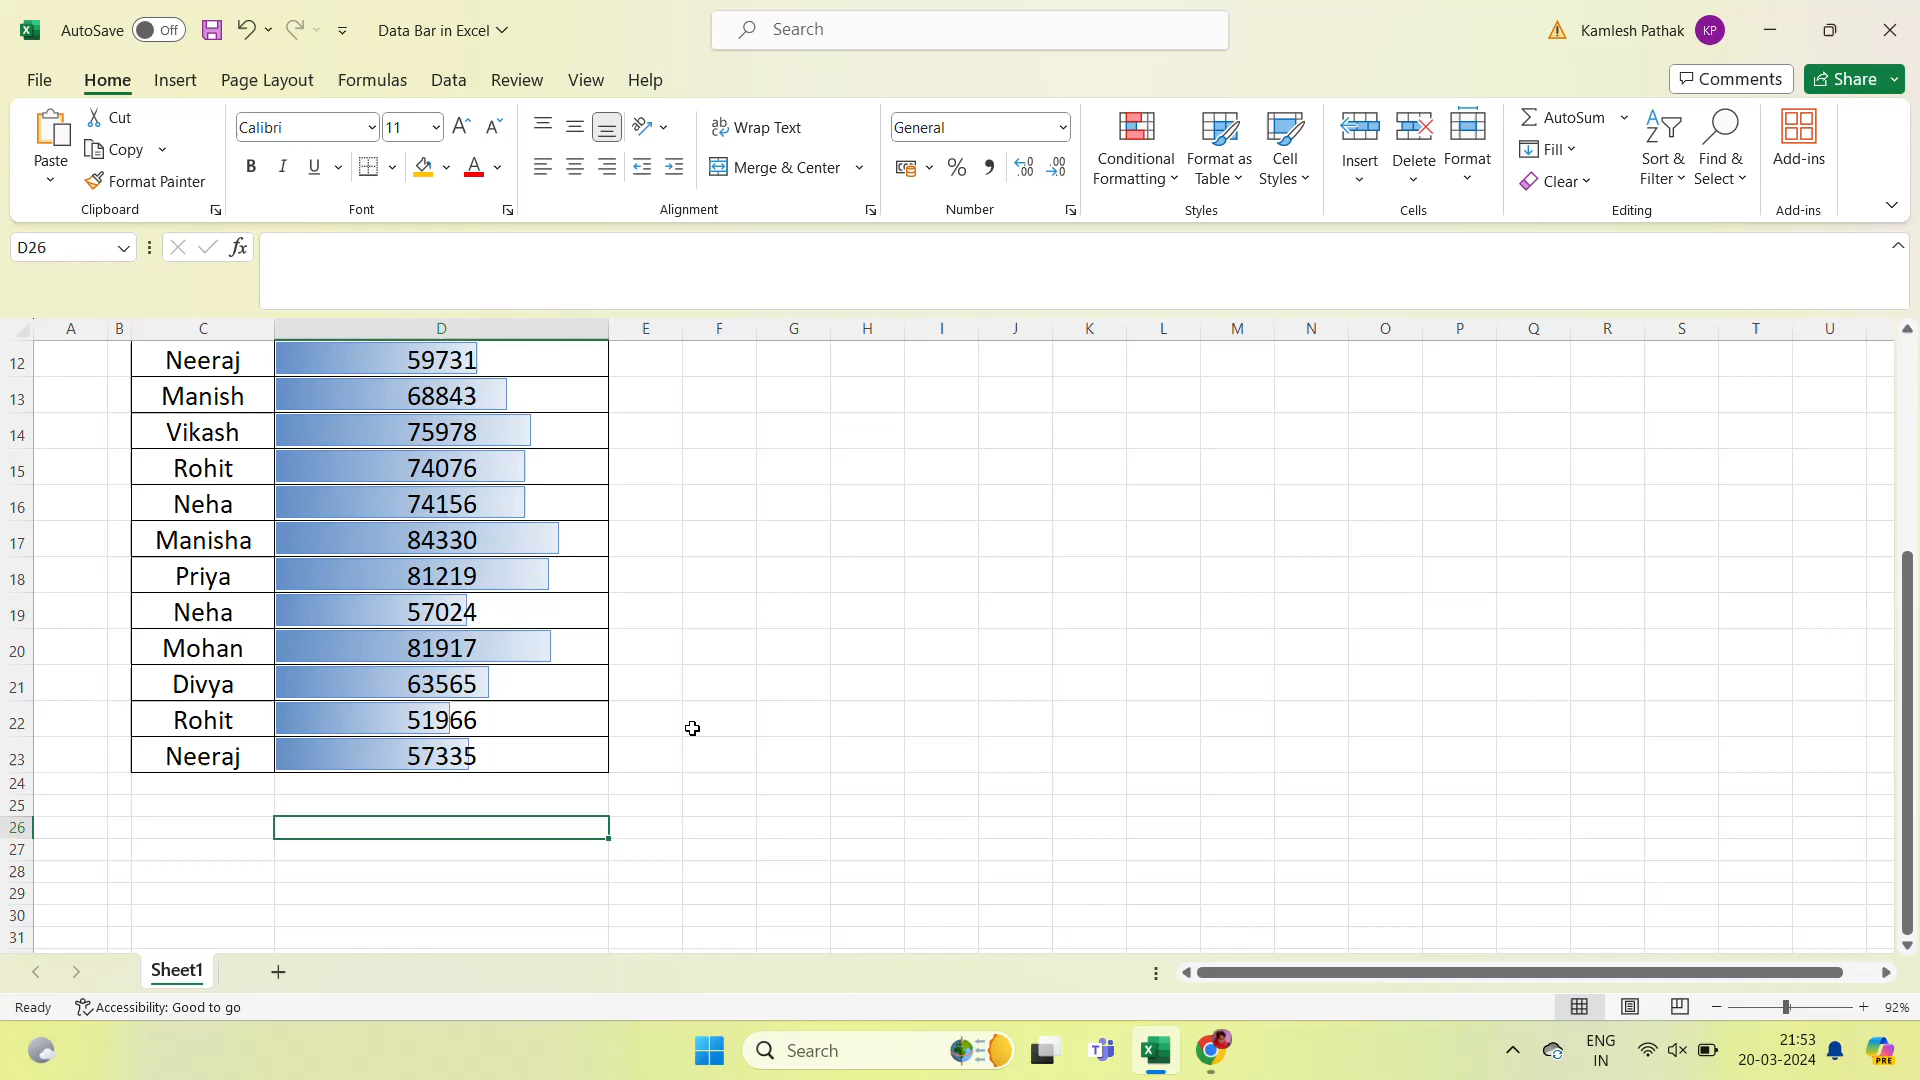 AutoSave Off Data Bar in Excel Search Kamlesh Pathak KP
File Home Insert Page Layout Formulas Data Review View Help Comments Share
Paste Cut Copy Format Painter Clipboard
Calibri 11 B I U A Font
Wrap Text Merge & Center Alignment
General % Number
Conditional Formatting Format as Table Cell Styles Styles
Insert Delete Format Cells
AutoSum Fill Clear Sort & Filter Find & Select Editing
Add-ins Add-ins
D26 fx
A B C D E F G H I J K L M N O P Q R S T U
12 Neeraj 59731
13 Manish 68843
14 Vikash 75978
15 Rohit 74076
16 Neha 74156
17 Manisha 84330
18 Priya 81219
19 Neha 57024
20 Mohan 81917
21 Divya 63565
22 Rohit 51966
23 Neeraj 57335
24
25
26
27
28
29
30
31
Sheet1
Ready Accessibility: Good to go 92%
Search ENG IN 21:53 20-03-2024 PRE